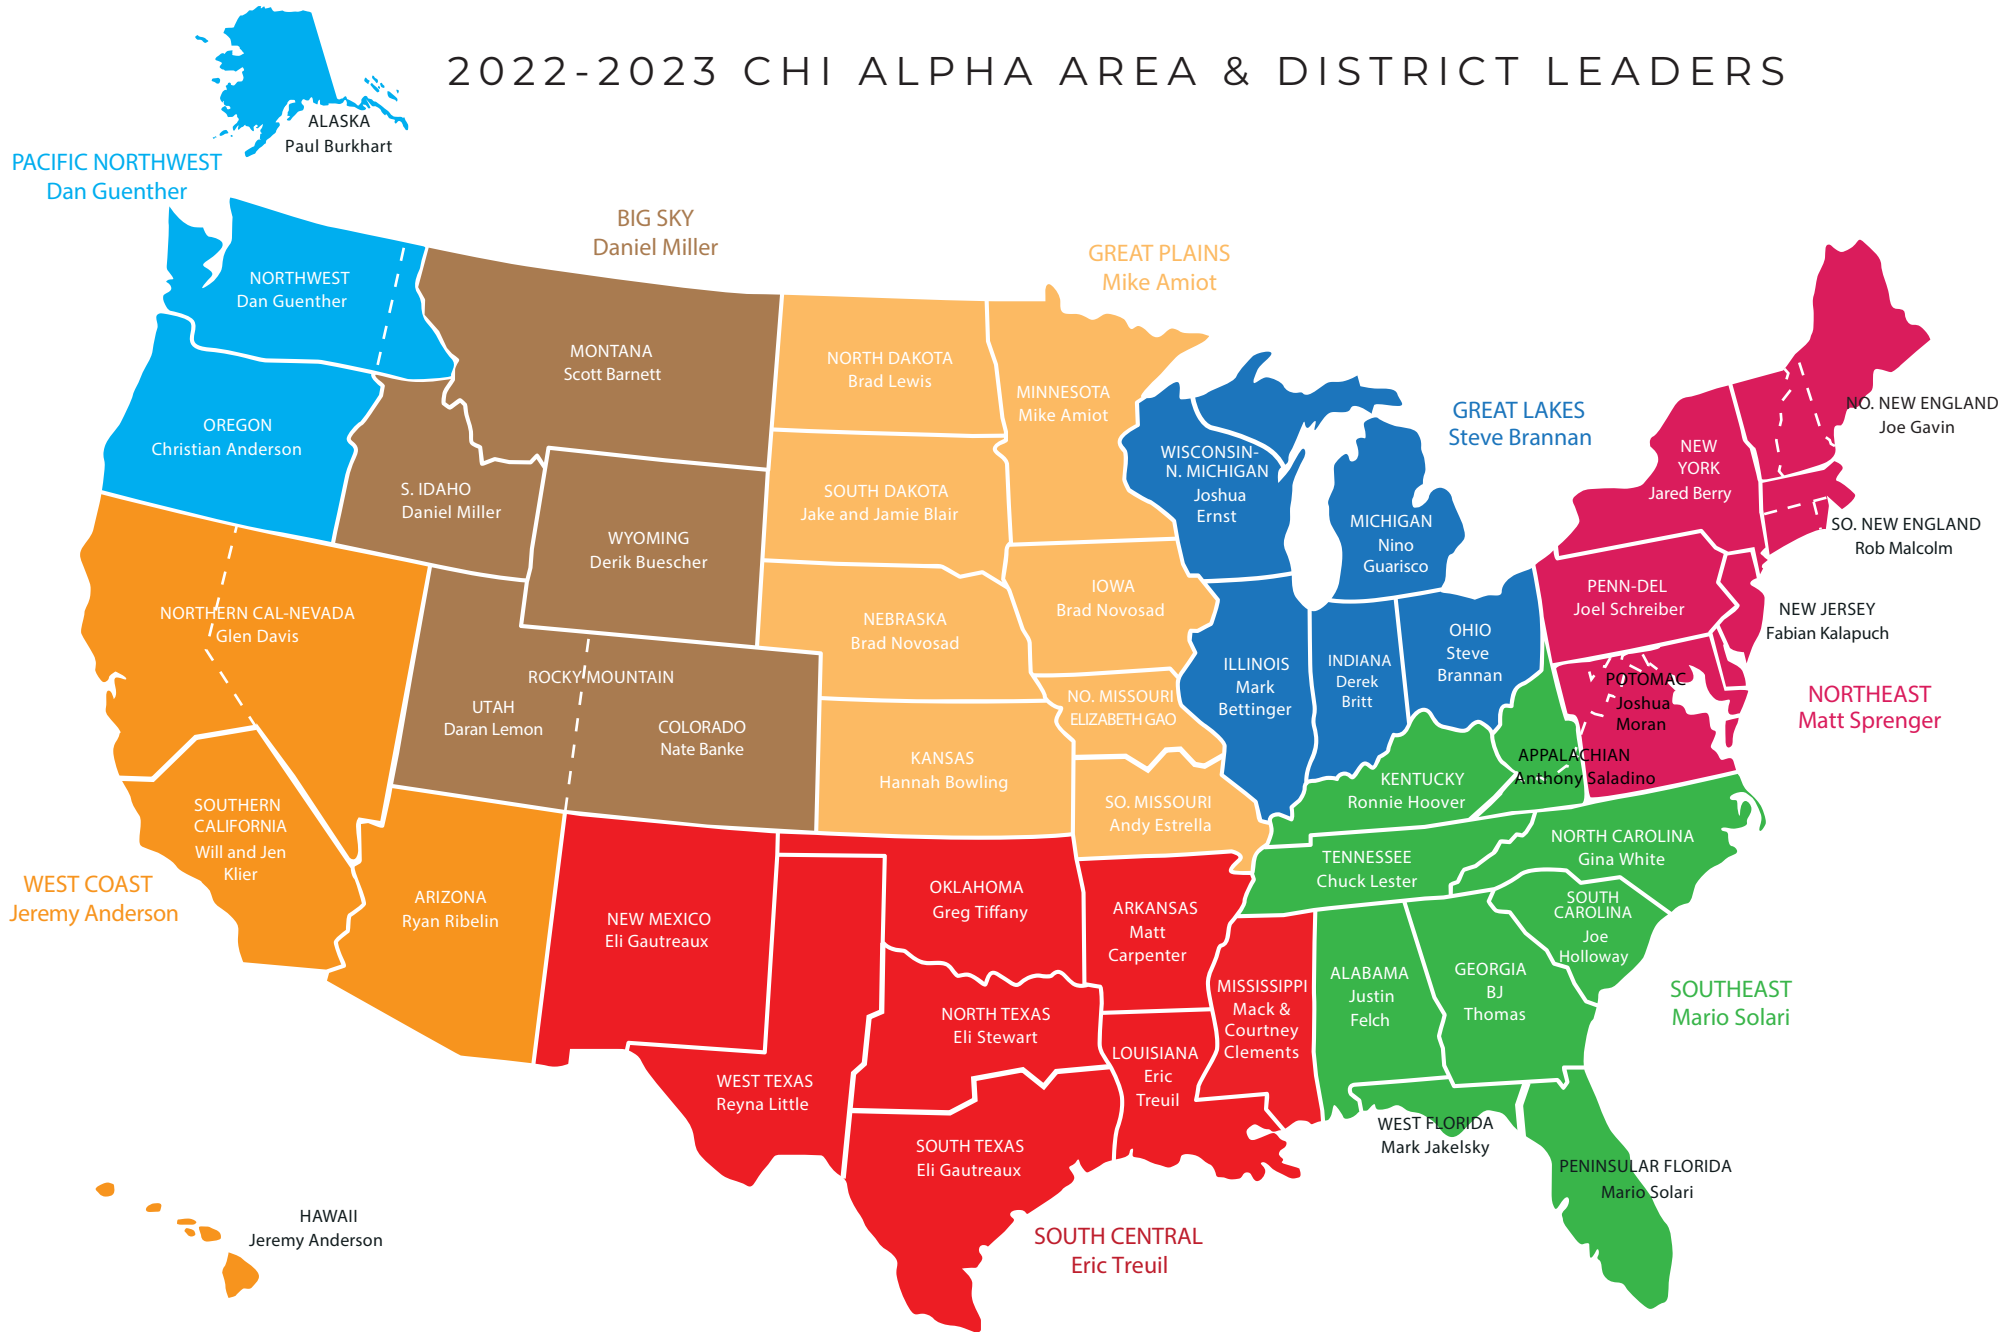 2022-2023 CHI ALPHA AREA & DISTRICT LEADERS
ALASKA
Paul Burkhart
PACIFIC NORTHWEST
Dan Guenther
NORTHWEST
Dan Guenther
OREGON
Christian Anderson
BIG SKY
Daniel Miller
MONTANA
Scott Barnett
S. IDAHO
Daniel Miller
WYOMING
Derik Buescher
ROCKY MOUNTAIN
UTAH
Daran Lemon
COLORADO
Nate Banke
GREAT PLAINS
Mike Amiot
NORTH DAKOTA
Brad Lewis
MINNESOTA
Mike Amiot
SOUTH DAKOTA
Jake and Jamie Blair
IOWA
Brad Novosad
NEBRASKA
Brad Novosad
NO. MISSOURI
ELIZABETH GAO
KANSAS
Hannah Bowling
SO. MISSOURI
Andy Estrella
GREAT LAKES
Steve Brannan
WISCONSIN-
N. MICHIGAN
Joshua
Ernst
MICHIGAN
Nino
Guarisco
ILLINOIS
Mark
Bettinger
INDIANA
Derek
Britt
OHIO
Steve
Brannan
NORTHEAST
Matt Sprenger
NO. NEW ENGLAND
Joe Gavin
NEW
YORK
Jared Berry
SO. NEW ENGLAND
Rob Malcolm
PENN-DEL
Joel Schreiber
NEW JERSEY
Fabian Kalapuch
POTOMAC
Joshua
Moran
APPALACHIAN
Anthony Saladino
KENTUCKY
Ronnie Hoover
TENNESSEE
Chuck Lester
NORTH CAROLINA
Gina White
SOUTH
CAROLINA
Joe
Holloway
GEORGIA
BJ
Thomas
ALABAMA
Justin
Felch
SOUTHEAST
Mario Solari
WEST FLORIDA
Mark Jakelsky
PENINSULAR FLORIDA
Mario Solari
WEST COAST
Jeremy Anderson
NORTHERN CAL-NEVADA
Glen Davis
SOUTHERN
CALIFORNIA
Will and Jen
Klier
ARIZONA
Ryan Ribelin
HAWAII
Jeremy Anderson
NEW MEXICO
Eli Gautreaux
OKLAHOMA
Greg Tiffany
ARKANSAS
Matt
Carpenter
MISSISSIPPI
Mack &
Courtney
Clements
NORTH TEXAS
Eli Stewart
LOUISIANA
Eric
Treuil
WEST TEXAS
Reyna Little
SOUTH TEXAS
Eli Gautreaux
SOUTH CENTRAL
Eric Treuil